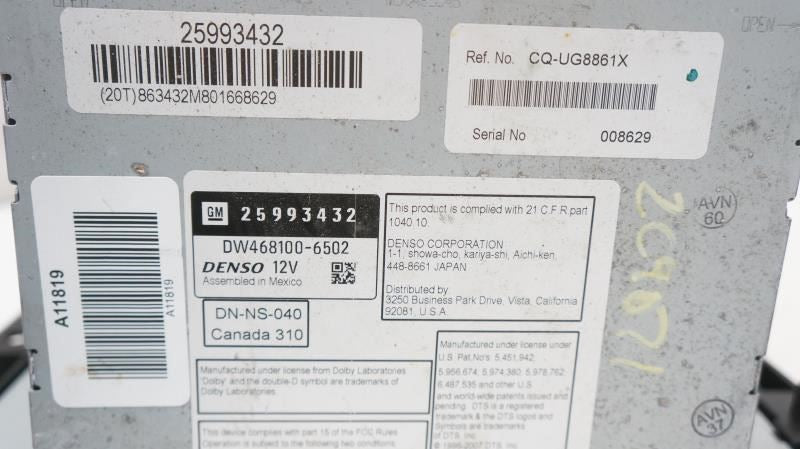 OPEN
25993432
(20T)863432M801668629
Ref. No. CQ-UG8861X
Serial No 008629
OPEN
A11819
A11819
GM 25993432
DW468100-6502
DENSO 12V
Assembled in Mexico
DN-NS-040
Canada 310
This product is complied with 21 C.F.R.part
1040.10.
DENSO CORPORATION
1-1, showa-cho, kariya-shi, Aichi-ken,
448-8661 JAPAN
Distributed by
3250 Business Park Drive, Vista, California
92081, U.S.A
2C9071
AVN
60
Manufactured under license from Dolby Laboratories
'Dolby' and the double-D symbol are trademarks of
Dolby Laboratories.
Manufactured under license under
U.S. Pat.No's: 5,451,942;
5,956,674; 5,974,380; 5,978,762;
6,487,535 and other U.S.
and world-wide patents issued and
pending. DTS is a registered
trademark & the DTS logos and
Symbols are trademarks
of DTS, Inc.
© 1996-2007 DTS, Inc.
AVN
37
This device complies with part 15 of the FCC Rules
Operation is subject to the following two conditions: